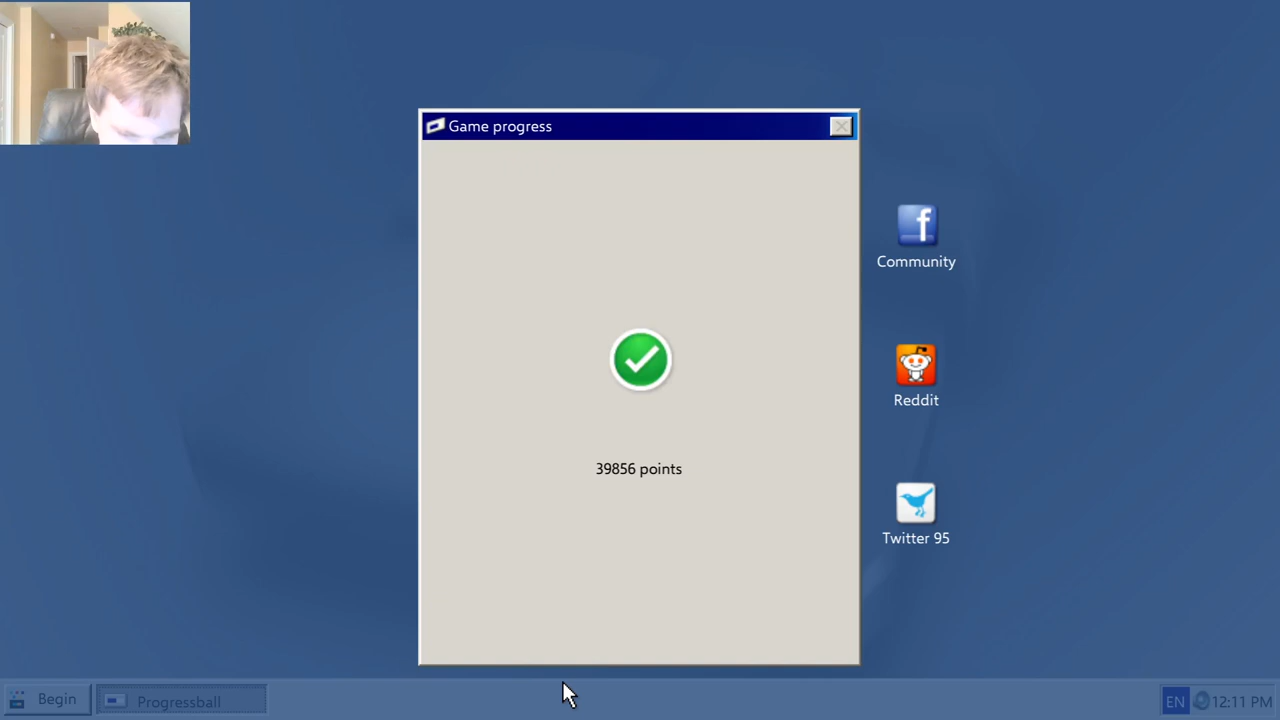 Game progress
Community
Reddit
39856 points
Twitter 95
Begin
Progressball
EN
12:11 PM